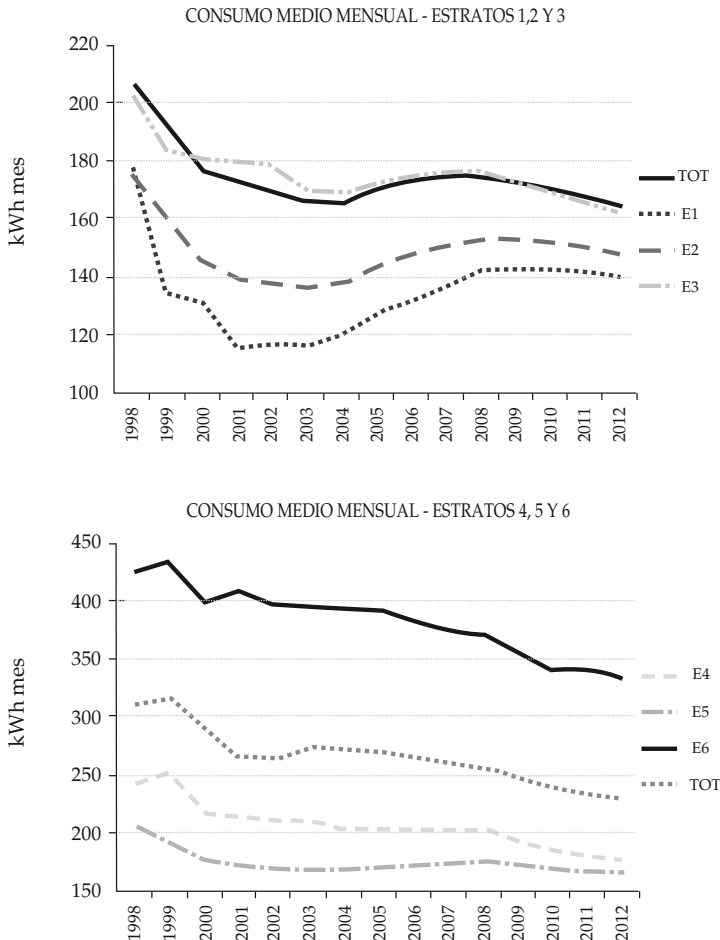 CONSUMO MEDIO MENSUAL - ESTRATOS 1,2 Y 3
kWh mes
220
200
180
160
140
120
100
1998 1999 2000 2001 2002 2003 2004 2005 2006 2007 2008 2009 2010 2011 2012
TOT
E1
E2
E3
CONSUMO MEDIO MENSUAL - ESTRATOS 4, 5 Y 6
kWh mes
450
400
350
300
250
200
150
1998 1999 2000 2001 2002 2003 2004 2005 2006 2007 2008 2009 2010 2011 2012
E4
E5
E6
TOT